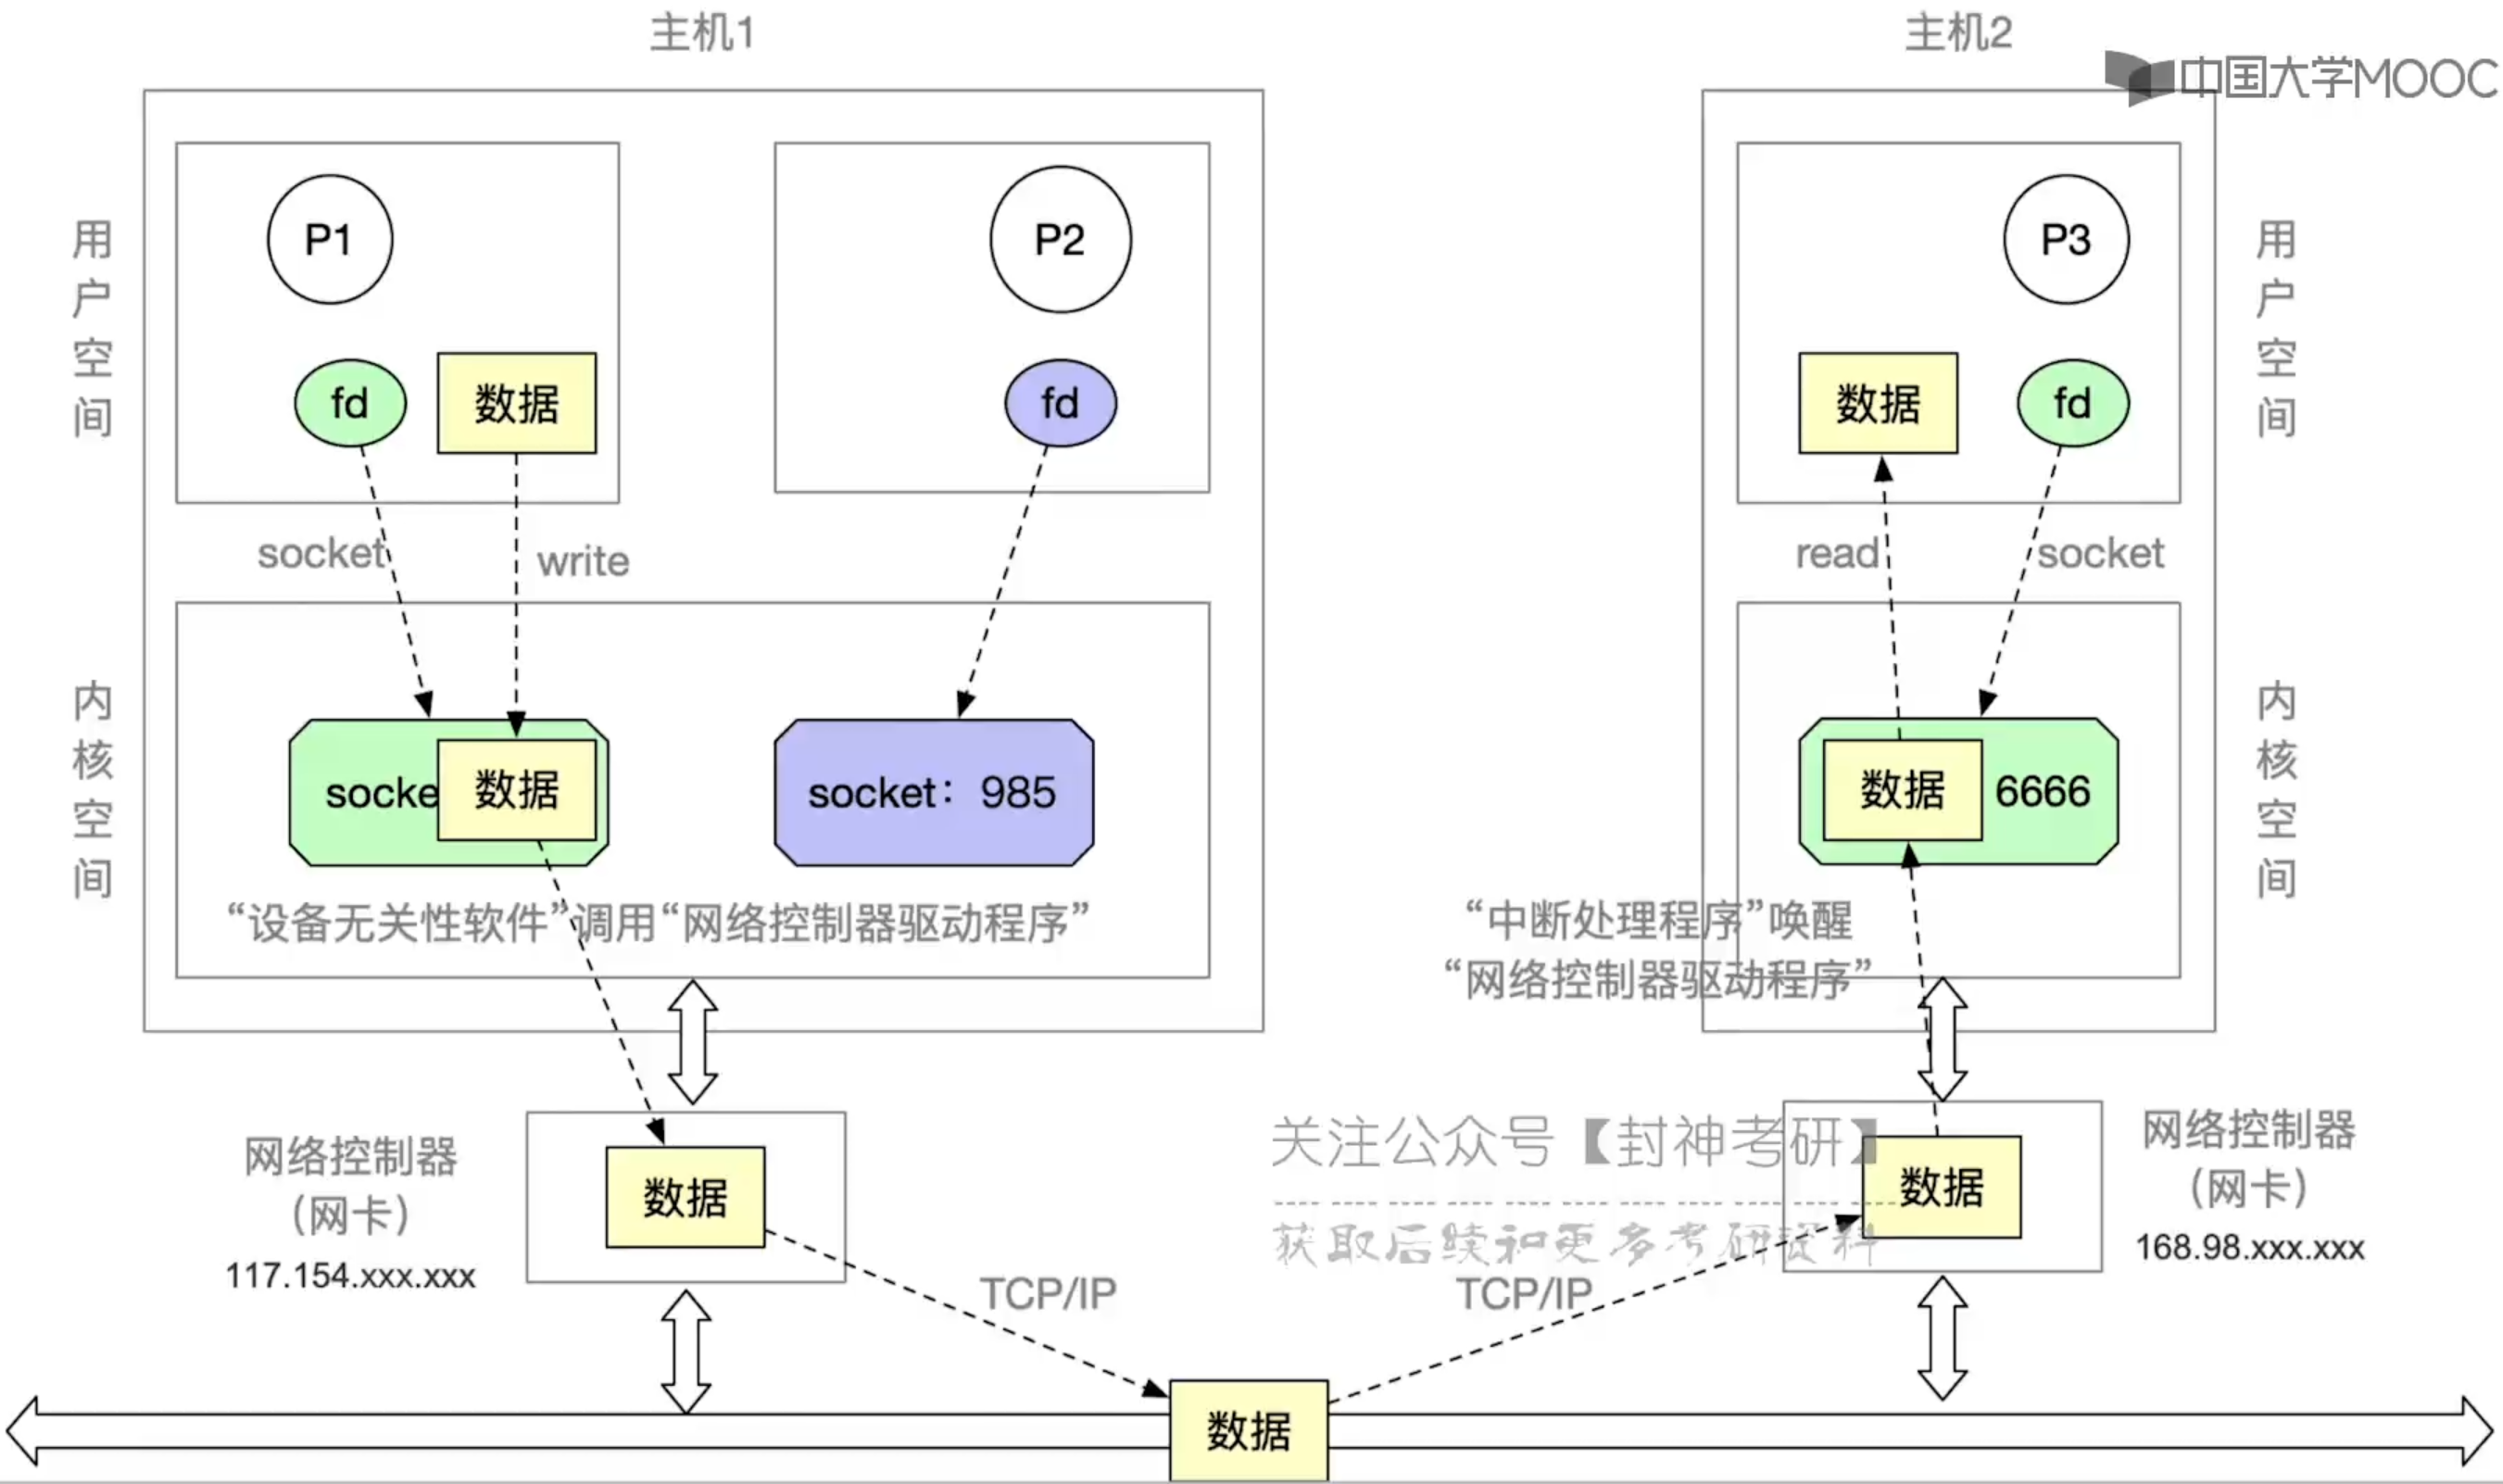 主机1
主机2
中国大学MOOC
用户空间
P1
fd
数据
P2
fd
数据
P3
fd
用户空间
socket
write
read
socket
内核空间
socke
数据
socket：985
数据
6666
内核空间
“设备无关性软件”调用“网络控制器驱动程序”
“中断处理程序”唤醒
“网络控制器驱动程序”
网络控制器
（网卡）
117.154.xxx.xxx
数据
关注公众号【封神考研】
获取后续和更多考研资料
数据
网络控制器
（网卡）
168.98.xxx.xxx
TCP/IP
TCP/IP
数据